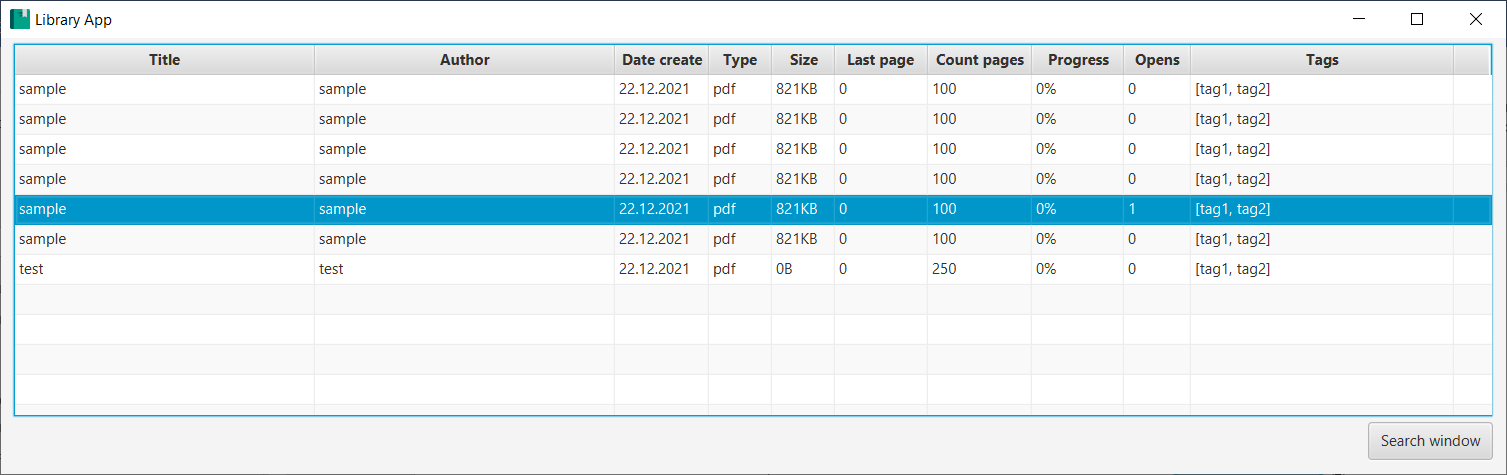 Library App
Title Author Date create Type Size Last page Count pages Progress Opens Tags
sample sample 22.12.2021 pdf 821KB 0 100 0% 0 [tag1, tag2]
sample sample 22.12.2021 pdf 821KB 0 100 0% 0 [tag1, tag2]
sample sample 22.12.2021 pdf 821KB 0 100 0% 0 [tag1, tag2]
sample sample 22.12.2021 pdf 821KB 0 100 0% 0 [tag1, tag2]
sample sample 22.12.2021 pdf 821KB 0 100 0% 1 [tag1, tag2]
sample sample 22.12.2021 pdf 821KB 0 100 0% 0 [tag1, tag2]
test test 22.12.2021 pdf 0B 0 250 0% 0 [tag1, tag2]
Search window